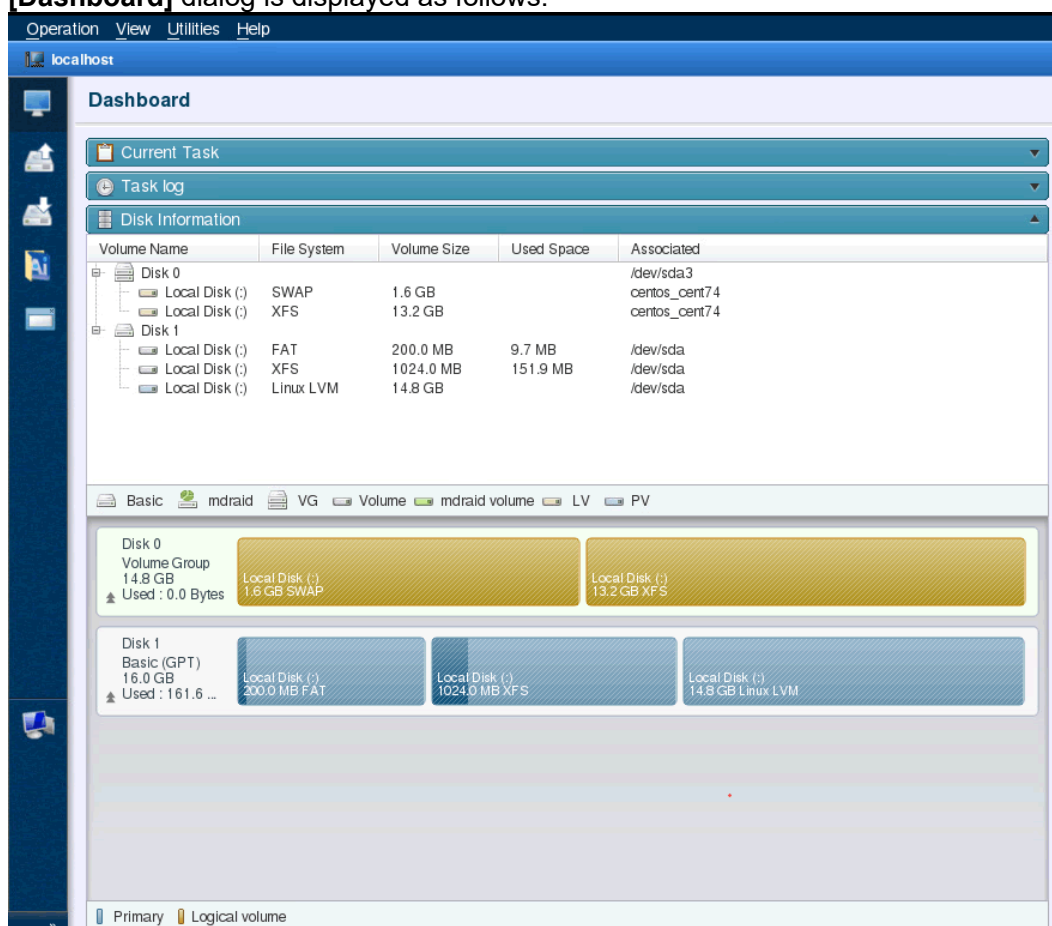 [Dashboard] dialog is displayed as follows:
Operation View Utilities Help
localhost
Dashboard
Current Task
Task log
Disk Information
Volume Name File System Volume Size Used Space Associated
Disk 0 /dev/sda3
Local Disk (:) SWAP 1.6 GB centos_cent74
Local Disk (:) XFS 13.2 GB centos_cent74
Disk 1
Local Disk (:) FAT 200.0 MB 9.7 MB /dev/sda
Local Disk (:) XFS 1024.0 MB 151.9 MB /dev/sda
Local Disk (:) Linux LVM 14.8 GB /dev/sda
Basic mdraid VG Volume mdraid volume LV PV
Disk 0
Volume Group
14.8 GB
Used : 0.0 Bytes
Local Disk (:)
1.6 GB SWAP
Local Disk (:)
13.2 GB XFS
Disk 1
Basic (GPT)
16.0 GB
Used : 161.6 ...
Local Disk (:)
200.0 MB FAT
Local Disk (:)
1024.0 MB XFS
Local Disk (:)
14.8 GB Linux LVM
Primary Logical volume
Ai